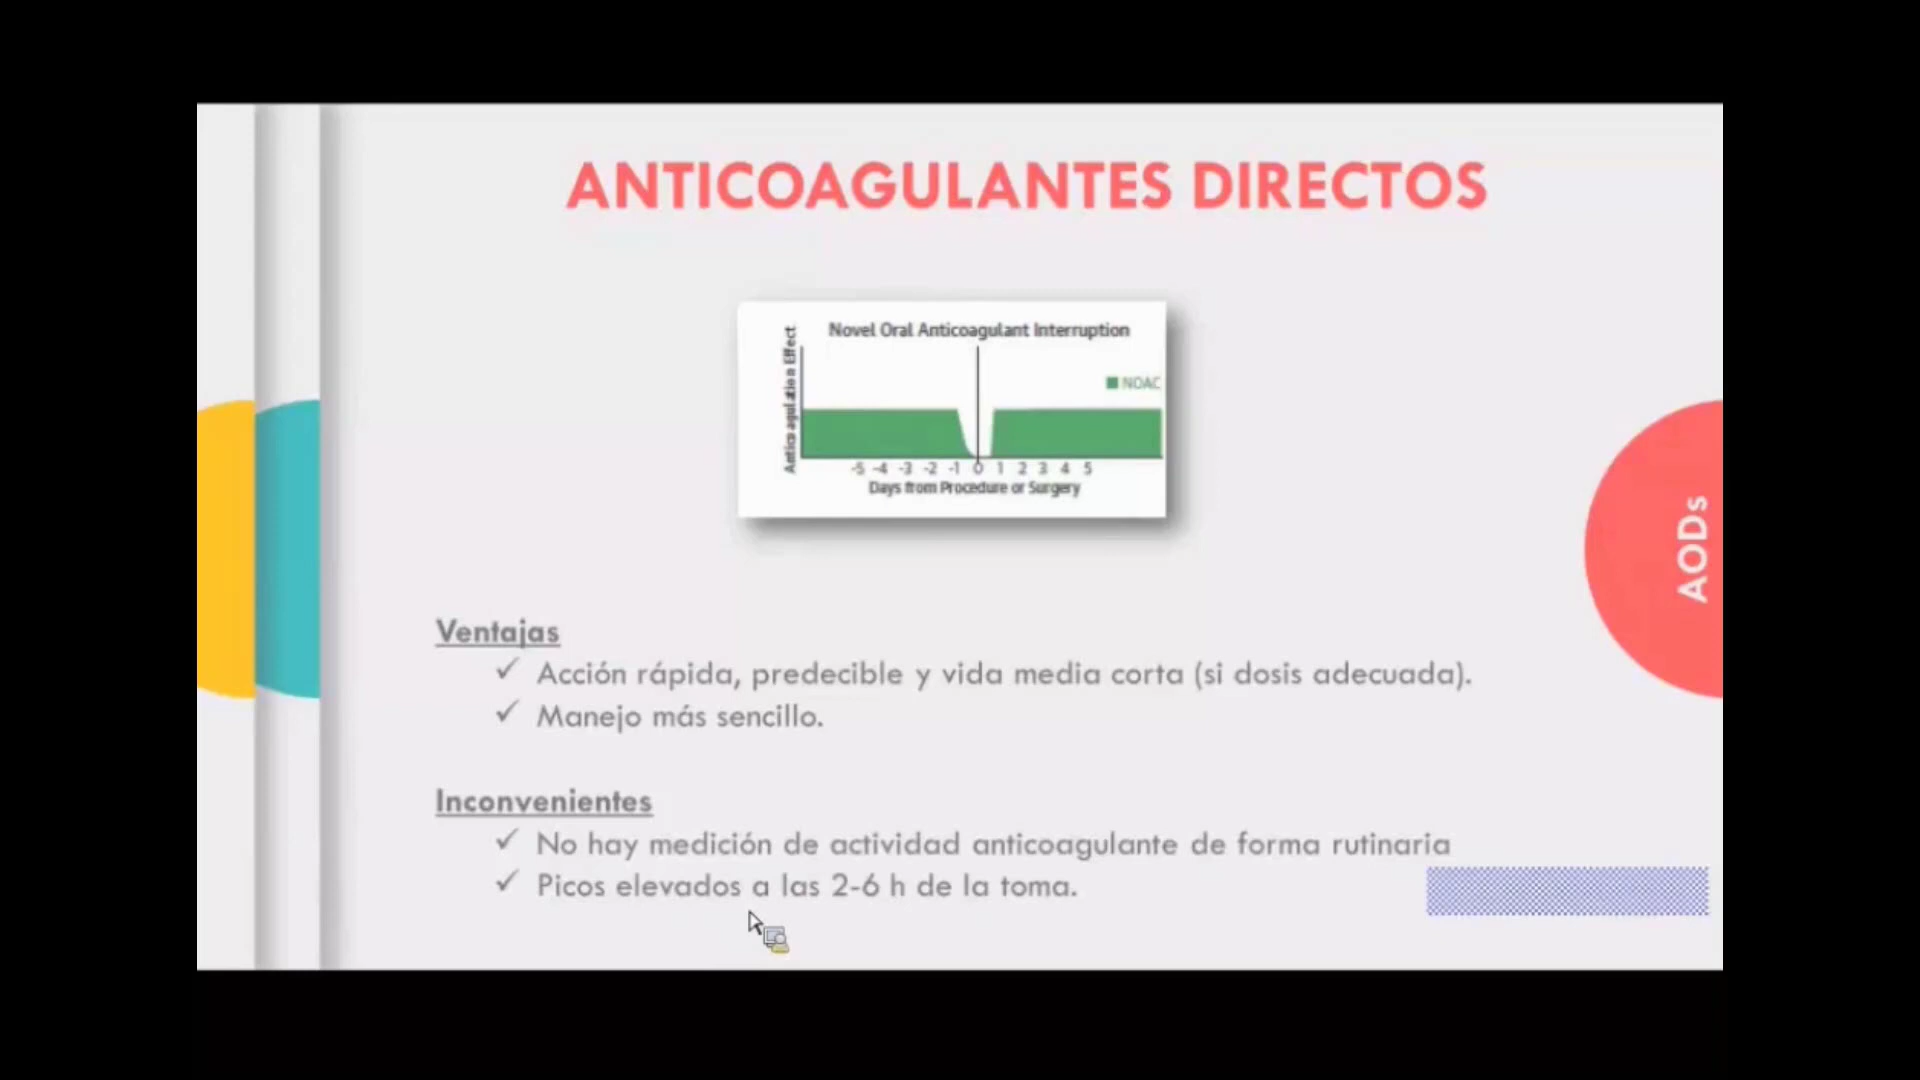 ANTICOAGULANTES DIRECTOS
Novel Oral Anticoagulant Interruption
Anticoagulation Effect
NOAC
-5 -4 -3 -2 -1 0 1 2 3 4 5
Days from Procedure or Surgery
AODs
Ventajas
✓ Acción rápida, predecible y vida media corta (si dosis adecuada).
✓ Manejo más sencillo.
Inconvenientes
✓ No hay medición de actividad anticoagulante de forma rutinaria
✓ Picos elevados a las 2-6 h de la toma.